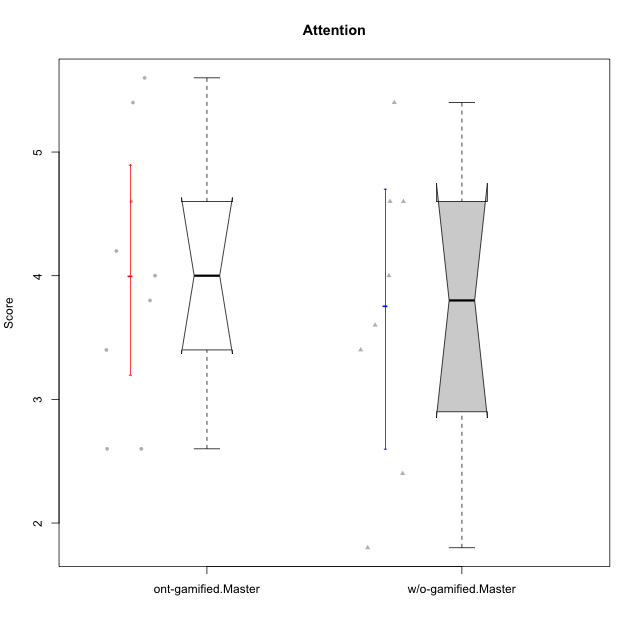 Attention
Score
5
4
3
2
ont-gamified.Master
w/o-gamified.Master